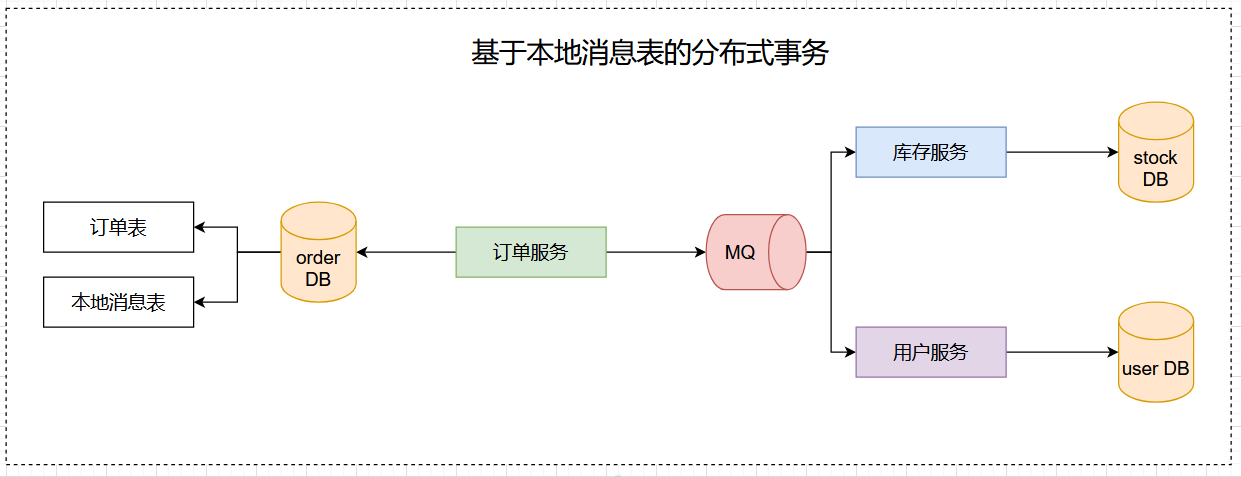 基于本地消息表的分布式事务
订单表
本地消息表
order
DB
订单服务
MQ
库存服务
stock
DB
用户服务
user DB